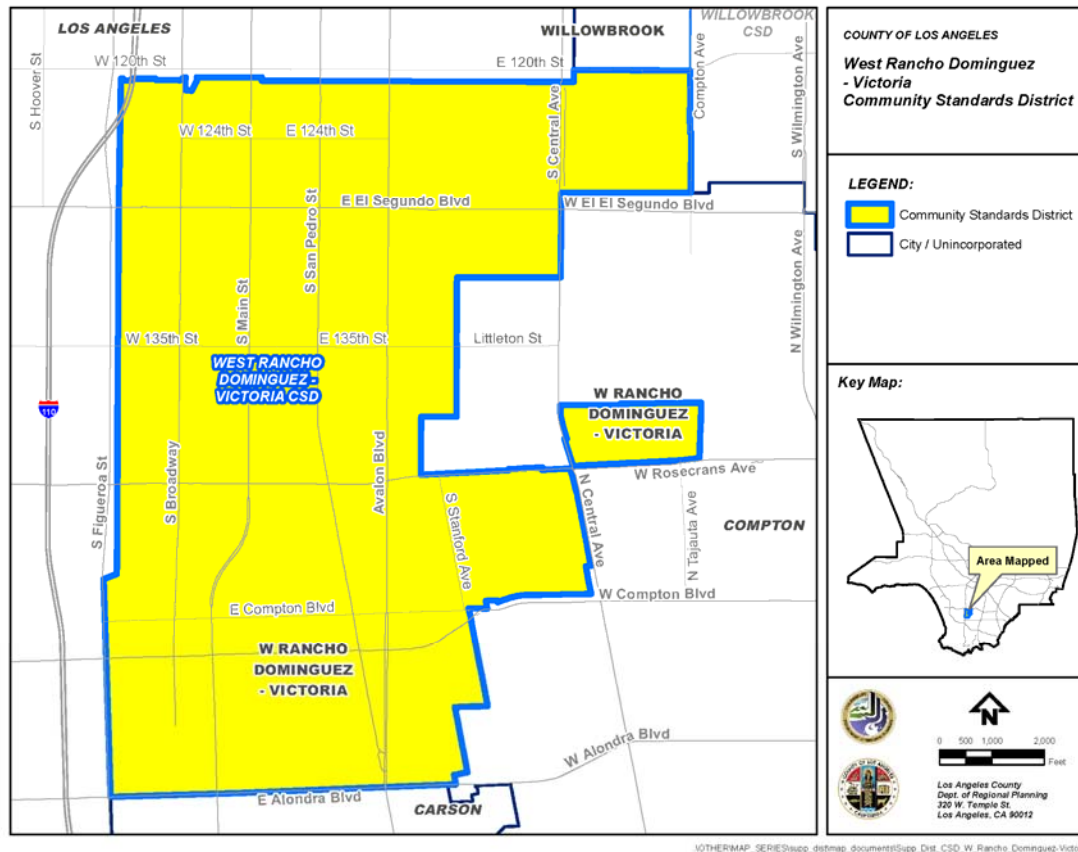 LOS ANGELES
WILLOWBROOK
WILLOWBROOK
CSD
W 120th St
E 120th St
S Hoover St
Compton Ave
S Wilmington Ave
S Central Ave
W 124th St
E 124th St
S San Pedro St
E El Segundo Blvd
W El El Segundo Blvd
S Main St
N Wilmington Ave
W 135th St
E 135th St
Littleton St
WEST RANCHO
DOMINGUEZ -
VICTORIA CSD
W RANCHO
DOMINGUEZ
- VICTORIA
110
S Figueroa St
S Broadway
Avalon Blvd
W Rosecrans Ave
S Stanford Ave
N Central Ave
N Tajauta Ave
COMPTON
E Compton Blvd
W Compton Blvd
W RANCHO
DOMINGUEZ
- VICTORIA
W Alondra Blvd
E Alondra Blvd
CARSON
COUNTY OF LOS ANGELES
West Rancho Dominguez
- Victoria
Community Standards District
LEGEND:
Community Standards District
City / Unincorporated
Key Map:
Area Mapped
N
0 500 1,000 2,000
Feet
Los Angeles County
Dept. of Regional Planning
320 W. Temple St.
Los Angeles, CA 90012